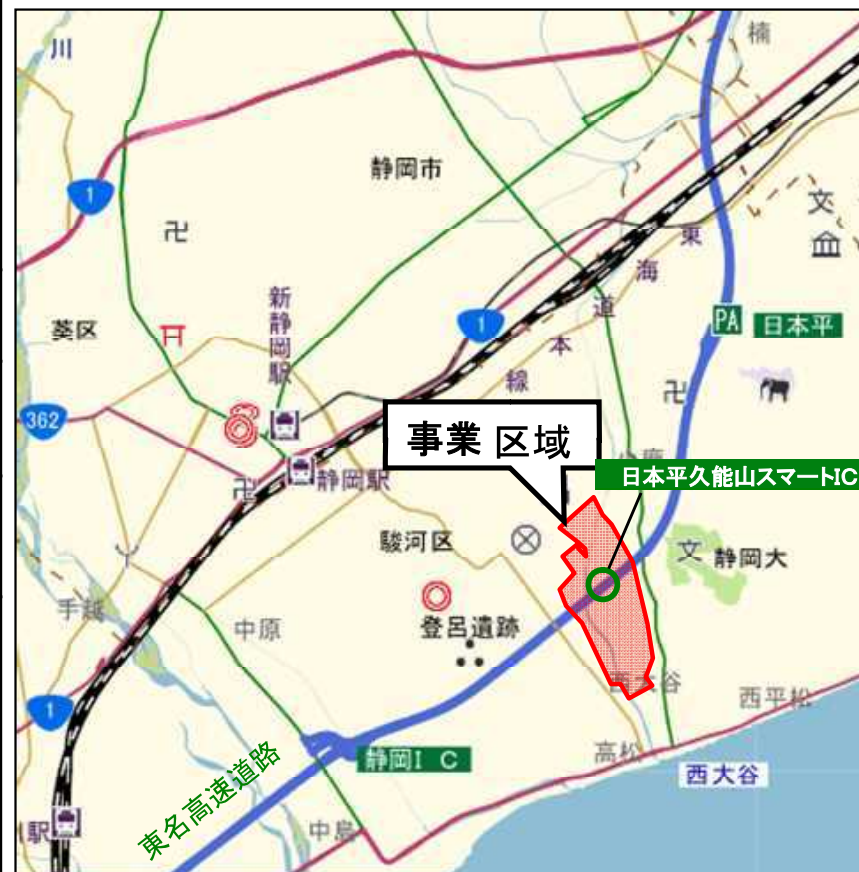 川
楠
静岡市
1
文
東
海
道
本
線
新静岡駅
葵区
1
PA
日本平
362
事業 区域
日本平久能山スマートIC
静岡駅
駿河区
文
静岡大
手越
中原
登呂遺跡
西大谷
西平松
1
高松
静岡I C
西大谷
東名高速道路
駅
中島